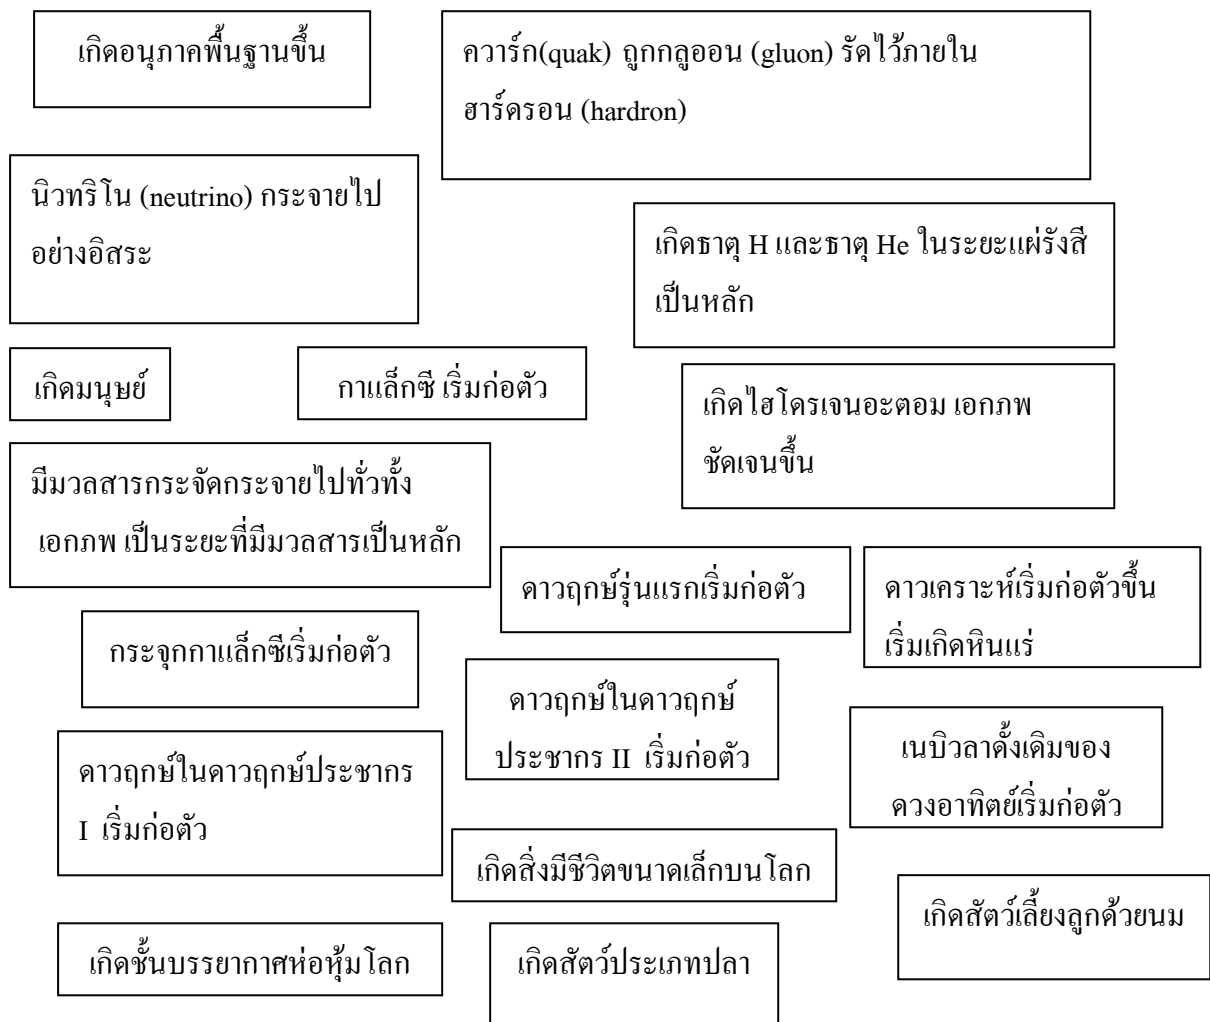 เกิดอนุภาคพื้นฐานขึ้น
ควาร์ก(quak) ถูกกลูออน (gluon) รัดไว้ภายใน
ฮาร์ดรอน (hardron)
นิวทริโน (neutrino) กระจายไป
อย่างอิสระ
เกิดธาตุ H และธาตุ He ในระยะแผ่รังสี
เป็นหลัก
เกิดมนุษย์
กาแล็กซี เริ่มก่อตัว
เกิดไฮโดรเจนอะตอม เอกภพ
ชัดเจนขึ้น
มีมวลสารกระจัดกระจายไปทั่วทั้ง
เอกภพ เป็นระยะที่มีมวลสารเป็นหลัก
ดาวฤกษ์รุ่นแรกเริ่มก่อตัว
ดาวเคราะห์เริ่มก่อตัวขึ้น
เริ่มเกิดหินแร่
กระจุกกาแล็กซีเริ่มก่อตัว
ดาวฤกษ์ในดาวฤกษ์
ประชากร II เริ่มก่อตัว
เนบิวลาดั้งเดิมของ
ดวงอาทิตย์เริ่มก่อตัว
ดาวฤกษ์ในดาวฤกษ์ประชากร
I เริ่มก่อตัว
เกิดสิ่งมีชีวิตขนาดเล็กบนโลก
เกิดสัตว์เลี้ยงลูกด้วยนม
เกิดชั้นบรรยากาศห่อหุ้มโลก
เกิดสัตว์ประเภทปลา